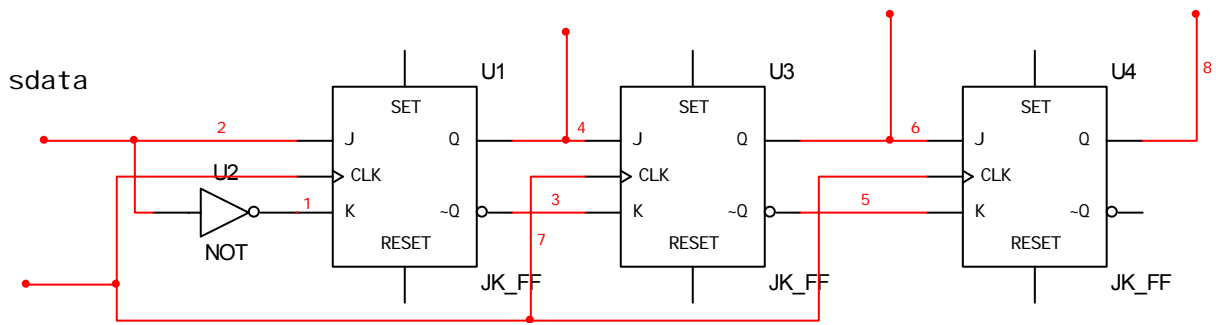 sdata
U1
U3
U4
8
SET
SET
SET
2
J
Q
4
J
Q
6
J
Q
U2
CLK
CLK
CLK
1
K
~Q
3
K
~Q
5
K
~Q
NOT
RESET
7
RESET
RESET
JK_FF
JK_FF
JK_FF